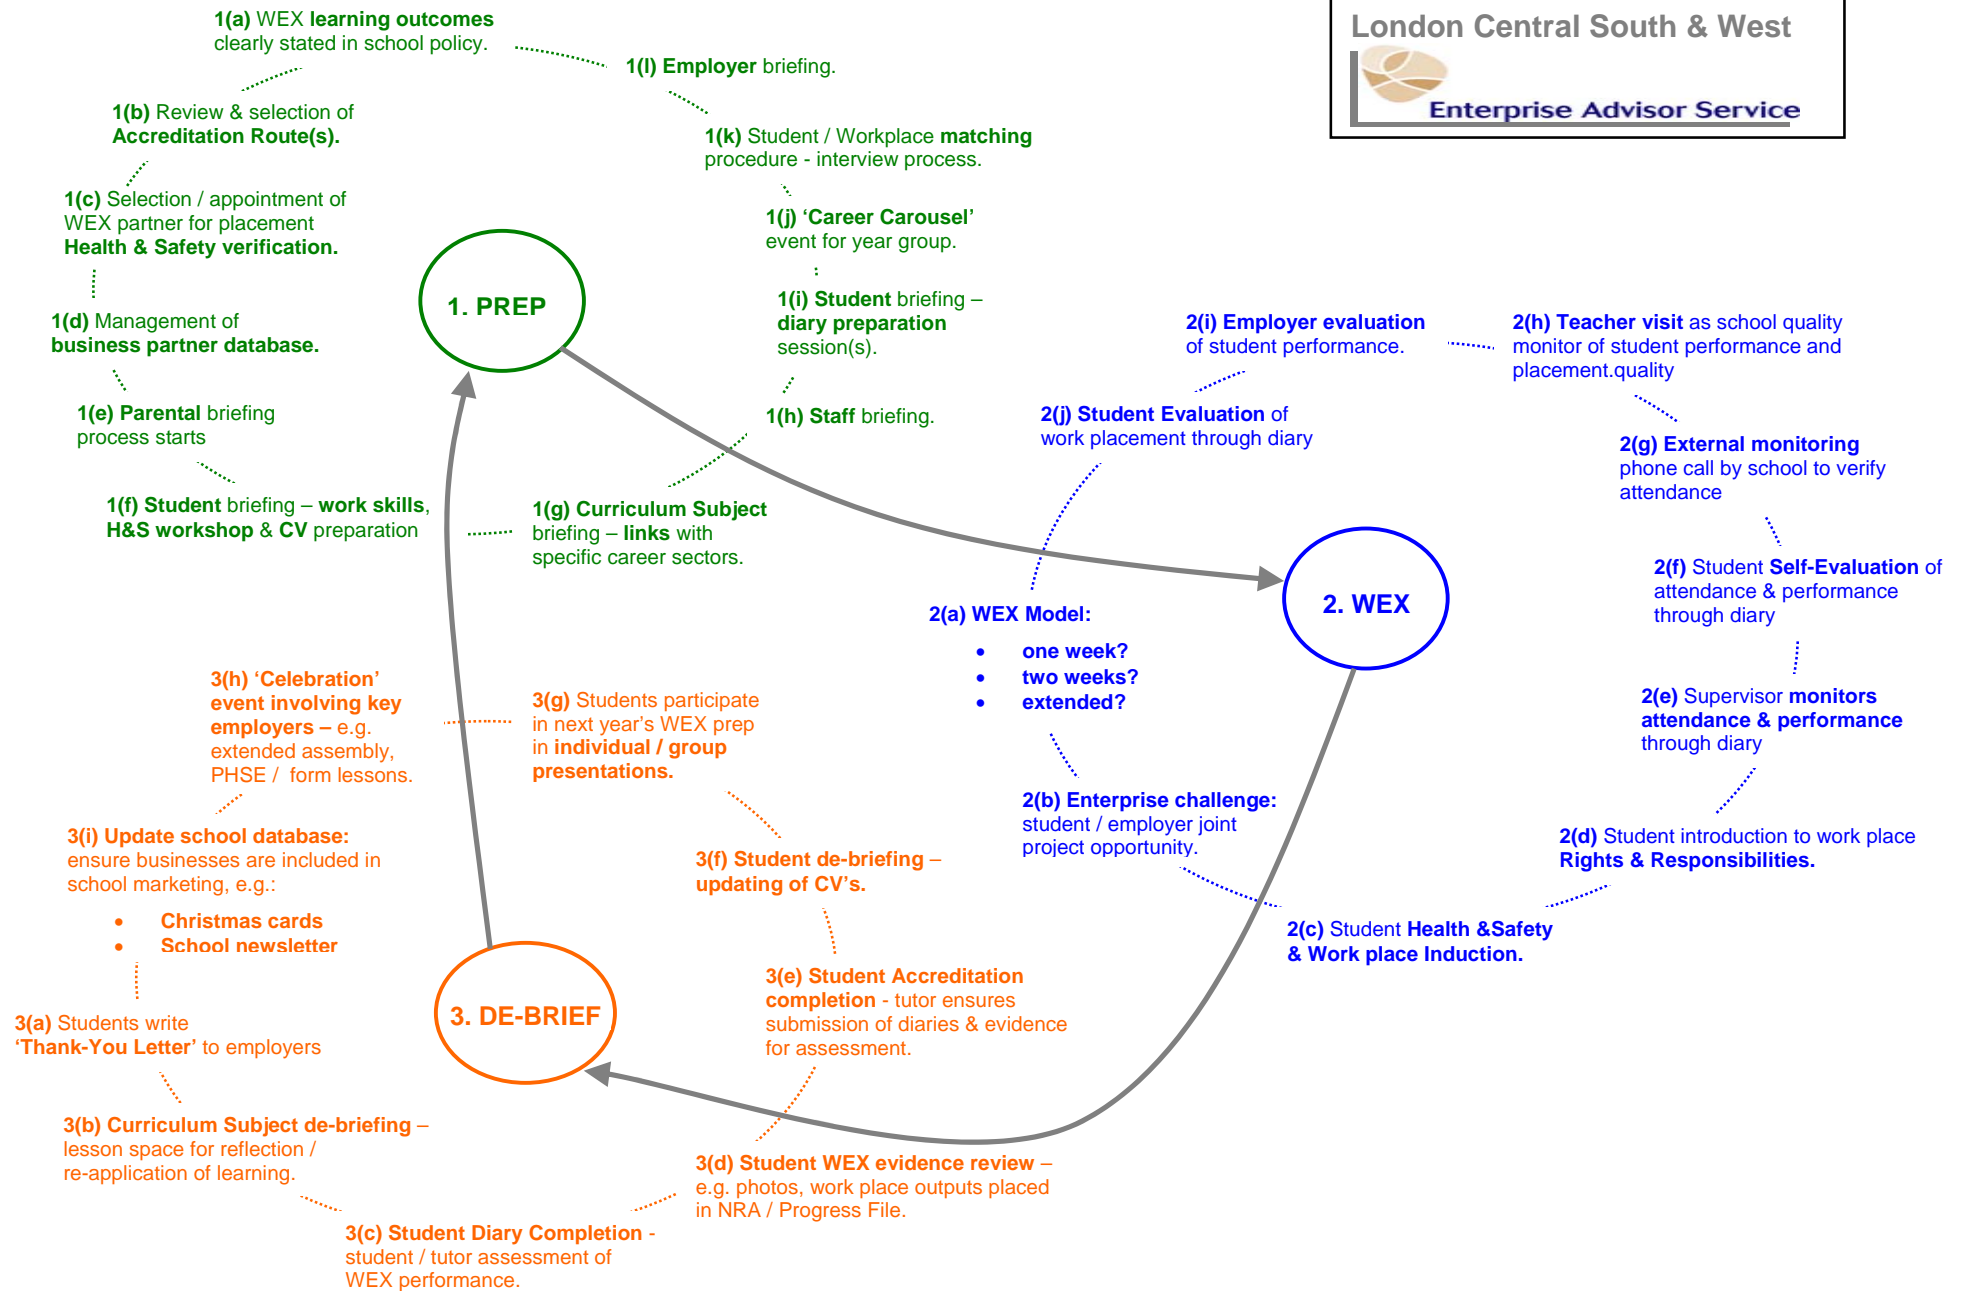 London Central South & West
Enterprise Advisor Service
1. PREP
1(a) WEX learning outcomes
clearly stated in school policy.
1(b) Review & selection of
Accreditation Route(s).
1(c) Selection / appointment of
WEX partner for placement
Health & Safety verification.
1(d) Management of
business partner database.
1(e) Parental briefing
process starts
1(f) Student briefing – work skills,
H&S workshop & CV preparation
1(g) Curriculum Subject
briefing – links with
specific career sectors.
1(h) Staff briefing.
1(i) Student briefing –
diary preparation
session(s).
1(j) ‘Career Carousel’
event for year group.
1(k) Student / Workplace matching
procedure - interview process.
1(l) Employer briefing.
2. WEX
2(a) WEX Model:
• one week?
• two weeks?
• extended?
2(b) Enterprise challenge:
student / employer joint
project opportunity.
2(c) Student Health &Safety
& Work place Induction.
2(d) Student introduction to work place
Rights & Responsibilities.
2(e) Supervisor monitors
attendance & performance
through diary
2(f) Student Self-Evaluation of
attendance & performance
through diary
2(g) External monitoring
phone call by school to verify
attendance
2(h) Teacher visit as school quality
monitor of student performance and
placement.quality
2(i) Employer evaluation
of student performance.
2(j) Student Evaluation of
work placement through diary
3. DE-BRIEF
3(a) Students write
‘Thank-You Letter’ to employers
3(b) Curriculum Subject de-briefing –
lesson space for reflection /
re-application of learning.
3(c) Student Diary Completion -
student / tutor assessment of
WEX performance.
3(d) Student WEX evidence review –
e.g. photos, work place outputs placed
in NRA / Progress File.
3(e) Student Accreditation
completion - tutor ensures
submission of diaries & evidence
for assessment.
3(f) Student de-briefing –
updating of CV’s.
3(g) Students participate
in next year’s WEX prep
in individual / group
presentations.
3(h) ‘Celebration’
event involving key
employers – e.g.
extended assembly,
PHSE / form lessons.
3(i) Update school database:
ensure businesses are included in
school marketing, e.g.:
• Christmas cards
• School newsletter